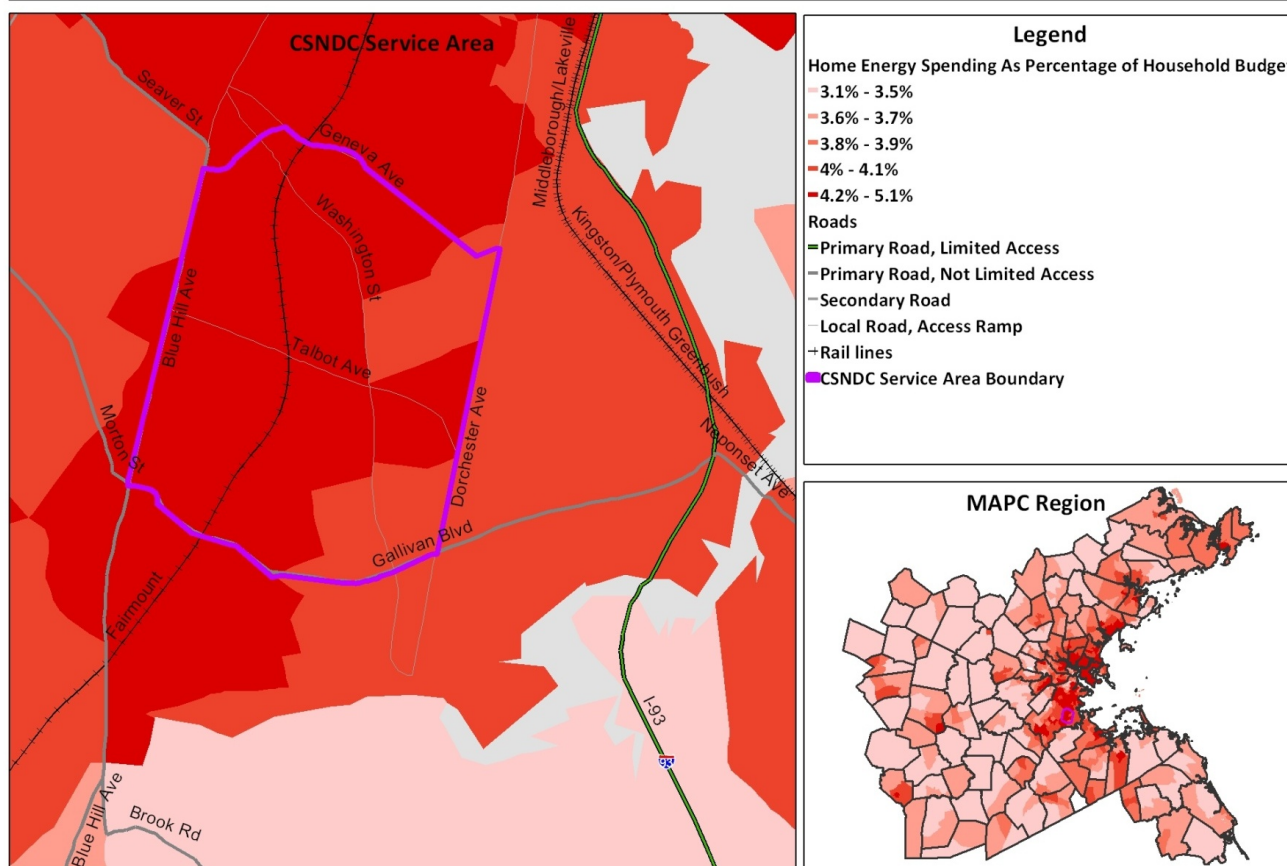 CSNDC Service Area
Seaver St
Geneva Ave
Middleborough/Lakeville
Washington St
Kingston/Plymouth Greenbush
Blue Hill Ave
Talbot Ave
Morton St
Dorchester Ave
Neponset Ave
Gallivan Blvd
Fairmount
I-93
93
Blue Hill Ave
Brook Rd
Legend
Home Energy Spending As Percentage of Household Budget
3.1% - 3.5%
3.6% - 3.7%
3.8% - 3.9%
4% - 4.1%
4.2% - 5.1%
Roads
Primary Road, Limited Access
Primary Road, Not Limited Access
Secondary Road
Local Road, Access Ramp
Rail lines
CSNDC Service Area Boundary
MAPC Region